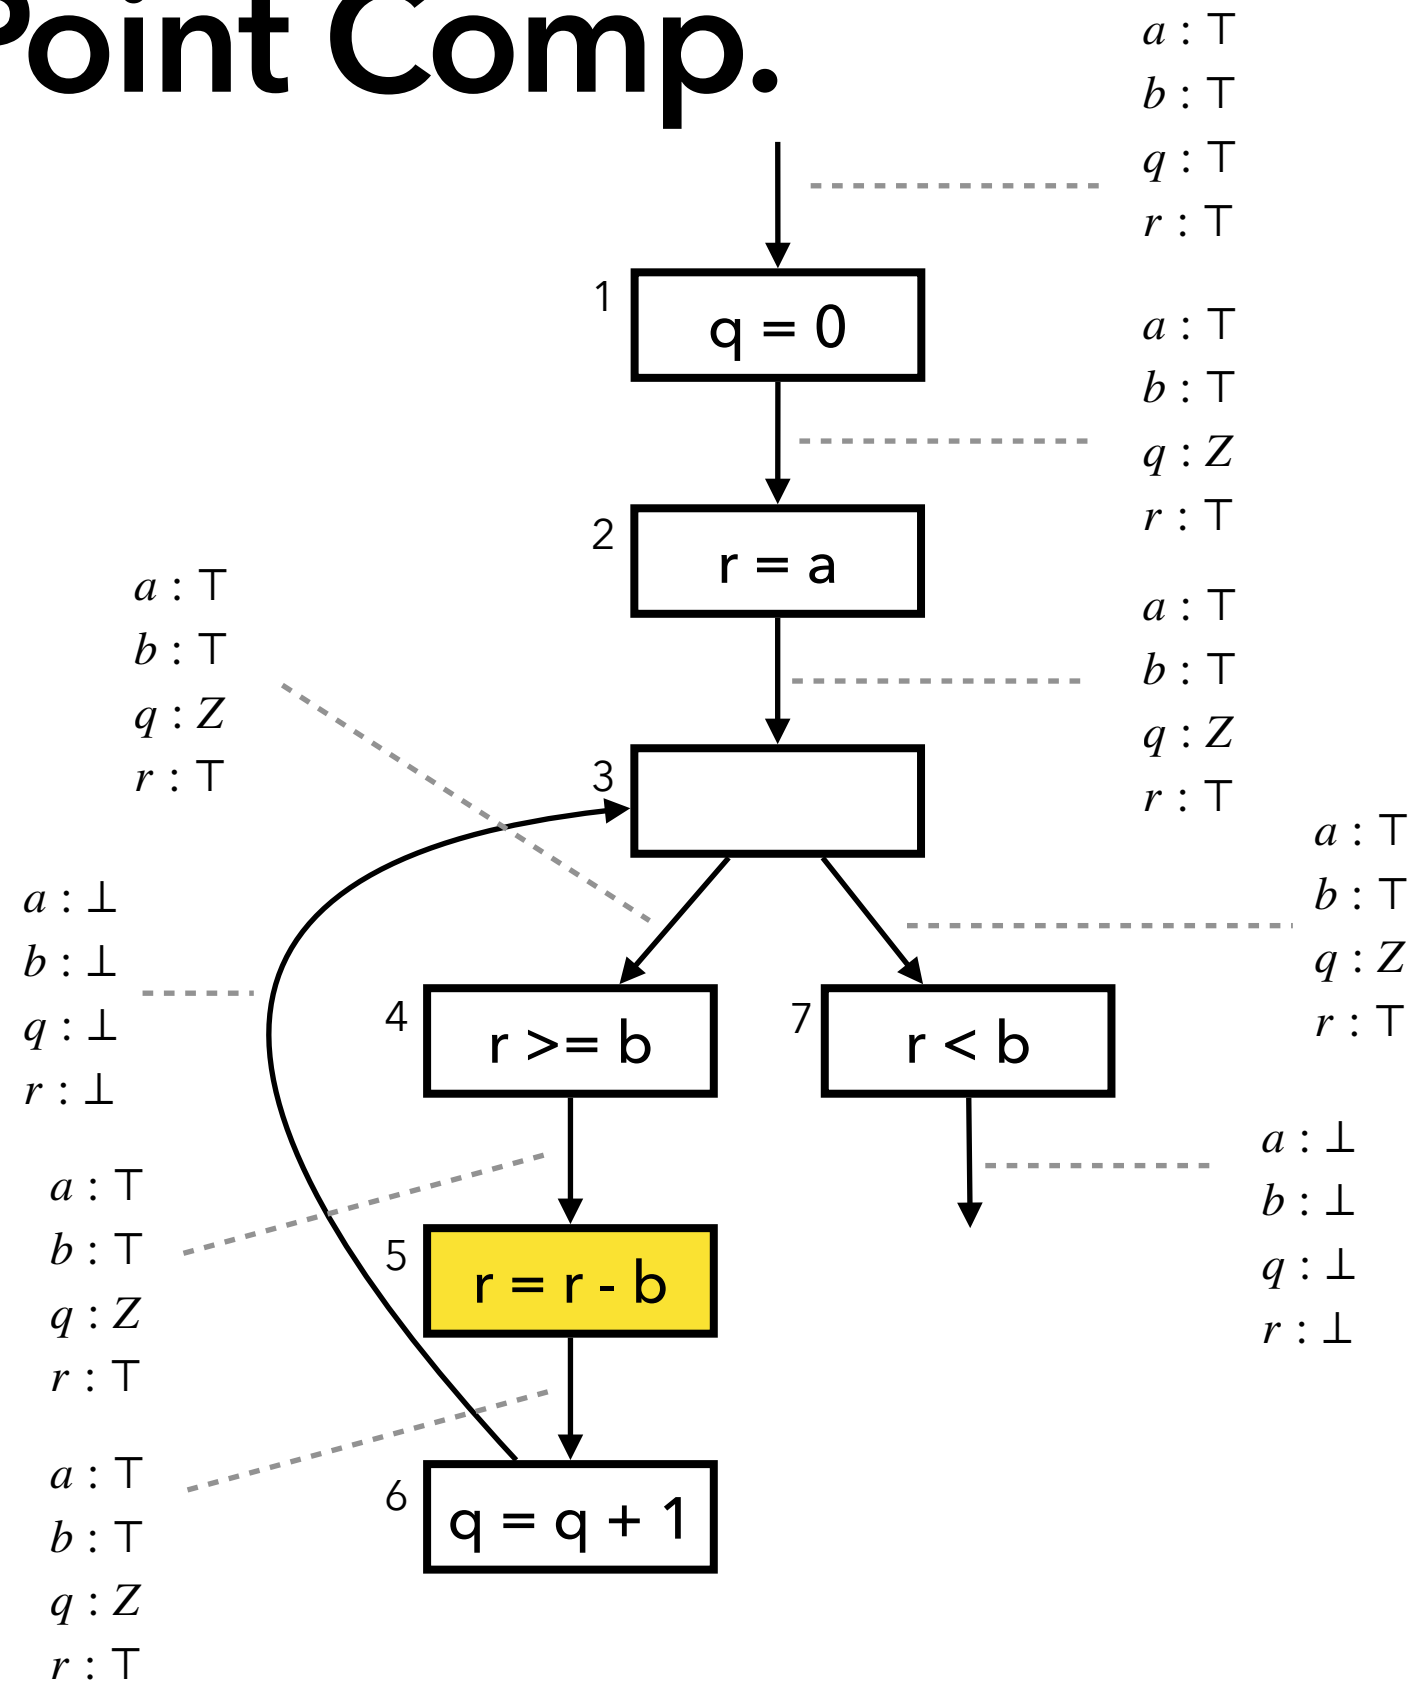 Point Comp.
a : ⊤
b : ⊤
q : ⊤
r : ⊤
1
q = 0
a : ⊤
b : ⊤
q : Z
r : ⊤
2
r = a
a : ⊤
b : ⊤
q : Z
r : ⊤
a : ⊤
b : ⊤
q : Z
r : ⊤
3
a : ⊤
b : ⊤
q : Z
r : ⊤
a : ⊥
b : ⊥
q : ⊥
r : ⊥
4
r >= b
7
r < b
a : ⊥
b : ⊥
q : ⊥
r : ⊥
a : ⊤
b : ⊤
q : Z
r : ⊤
5
r = r - b
a : ⊤
b : ⊤
q : Z
r : ⊤
6
q = q + 1